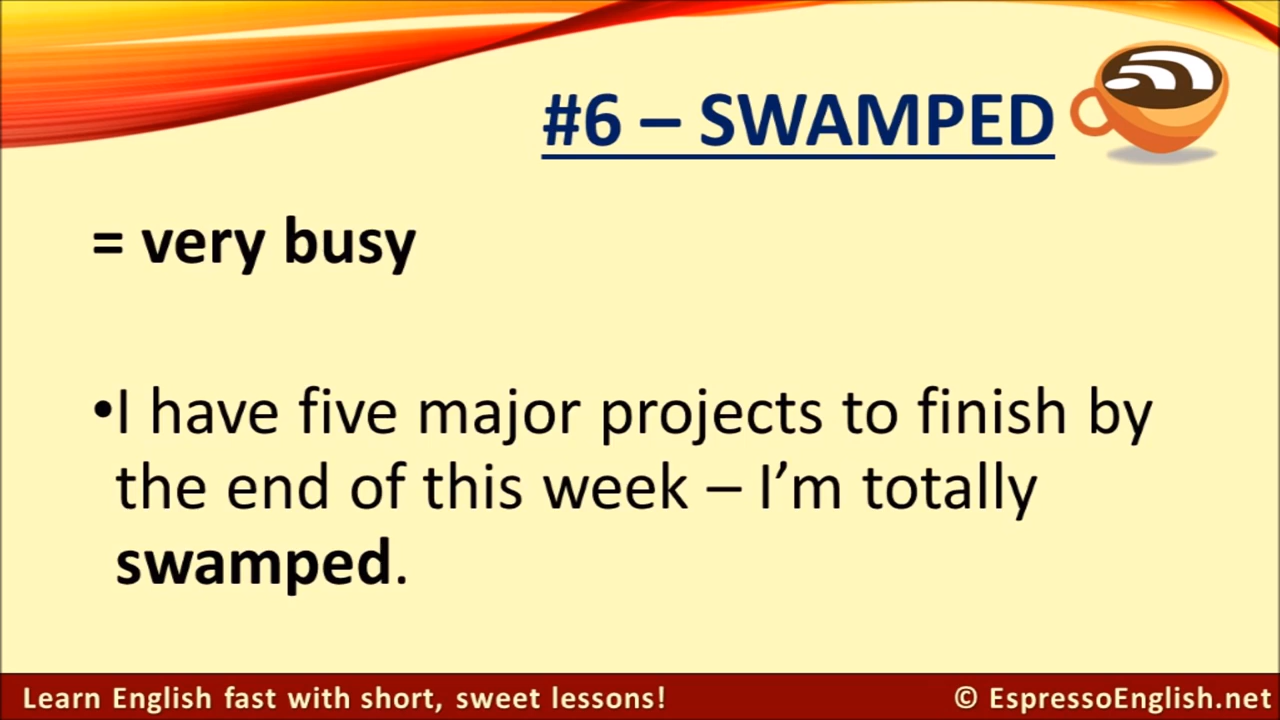 #6 – SWAMPED
= very busy
•I have five major projects to finish by
the end of this week – I’m totally
swamped.
Learn English fast with short, sweet lessons!
© EspressoEnglish.net